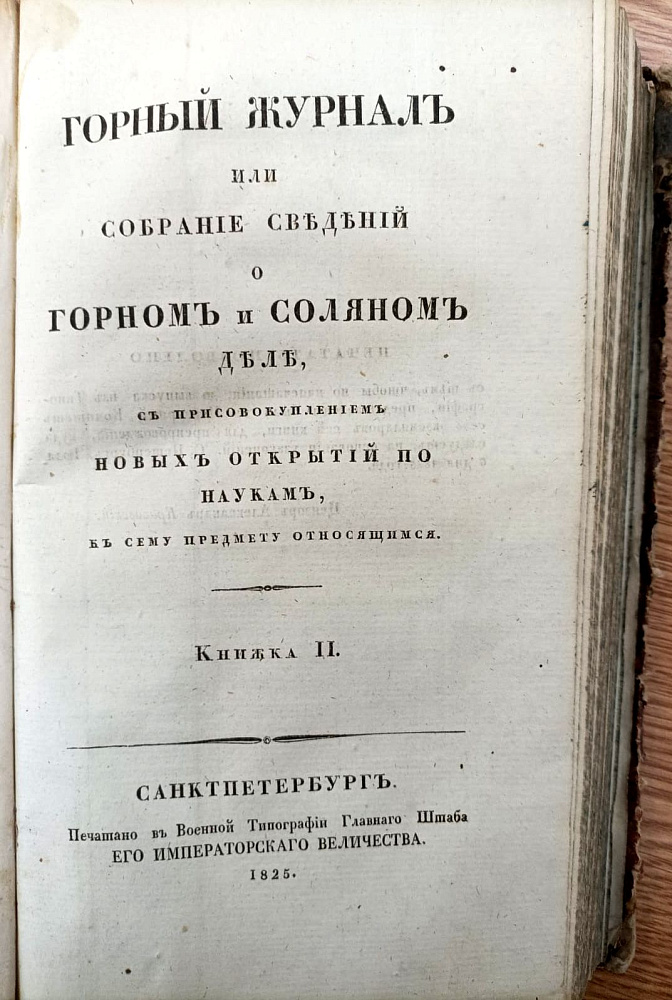 ГОРНЫЙ ЖУРНАЛЪ
ИЛИ
СОБРАНІЕ СВѢДѢНІЙ
О
ГОРНОМЪ и СОЛЯНОМЪ
ДѢЛѢ,
СЪ ПРИСОВОКУПЛЕНІЕМЪ
НОВЫХЪ ОТКРЫТІЙ ПО
НАУКАМЪ,
КЪ СЕМУ ПРЕДМЕТУ ОТНОСЯЩИМСЯ.
Книжка II.
САНКТПЕТЕРБУРГЪ.
Печатано въ Военной Типографіи Главнаго Штаба
ЕГО ИМПЕРАТОРСКАГО ВЕЛИЧЕСТВА.
1825.